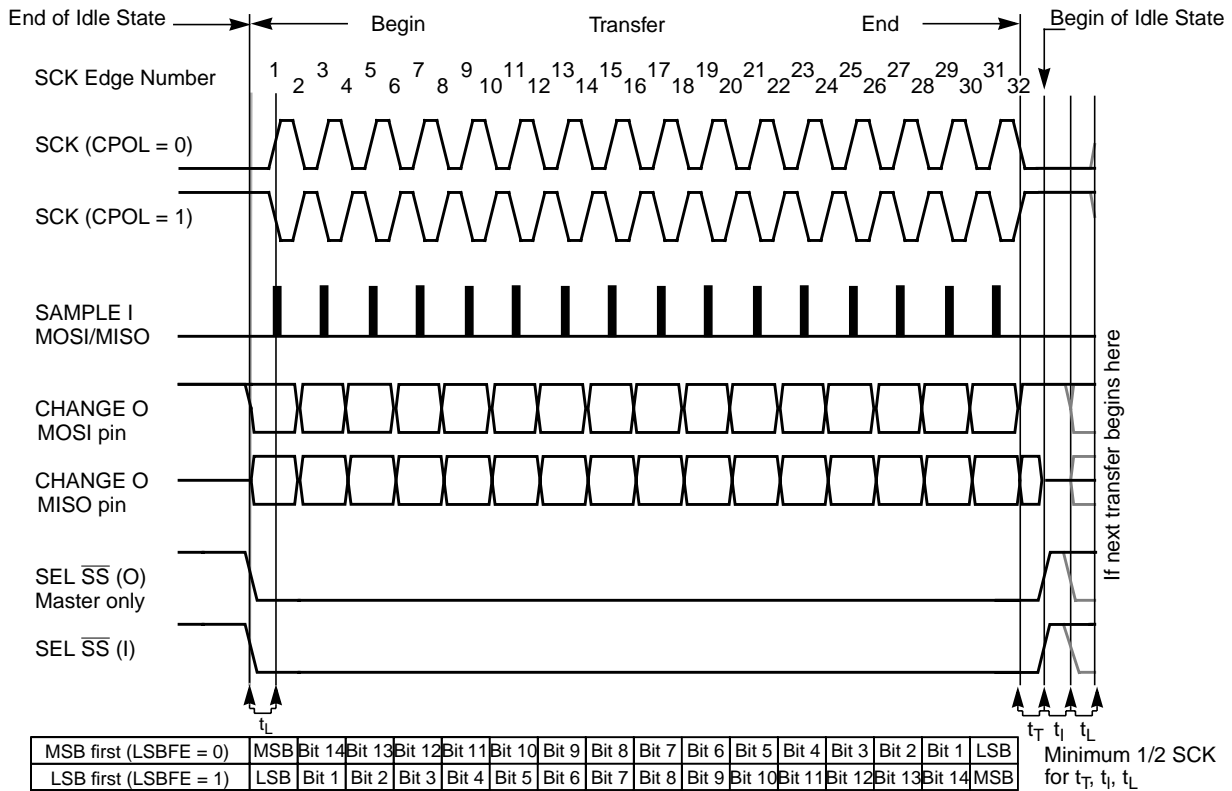 End of Idle State
Begin
Transfer
End
Begin of Idle State
SCK Edge Number
1 3 5 7 9 11 13 15 17 19 21 23 25 27 29 31
2 4 6 8 10 12 14 16 18 20 22 24 26 28 30 32
SCK (CPOL = 0)
SCK (CPOL = 1)
SAMPLE I
MOSI/MISO
CHANGE O
MOSI pin
CHANGE O
MISO pin
SEL SS (O)
Master only
SEL SS (I)
If next transfer begins here
tL
tT tI tL
MSB first (LSBFE = 0) MSB Bit 14 Bit 13 Bit 12 Bit 11 Bit 10 Bit 9 Bit 8 Bit 7 Bit 6 Bit 5 Bit 4 Bit 3 Bit 2 Bit 1 LSB
LSB first (LSBFE = 1) LSB Bit 1 Bit 2 Bit 3 Bit 4 Bit 5 Bit 6 Bit 7 Bit 8 Bit 9 Bit 10 Bit 11 Bit 12 Bit 13 Bit 14 MSB
Minimum 1/2 SCK
for tT, tI, tL